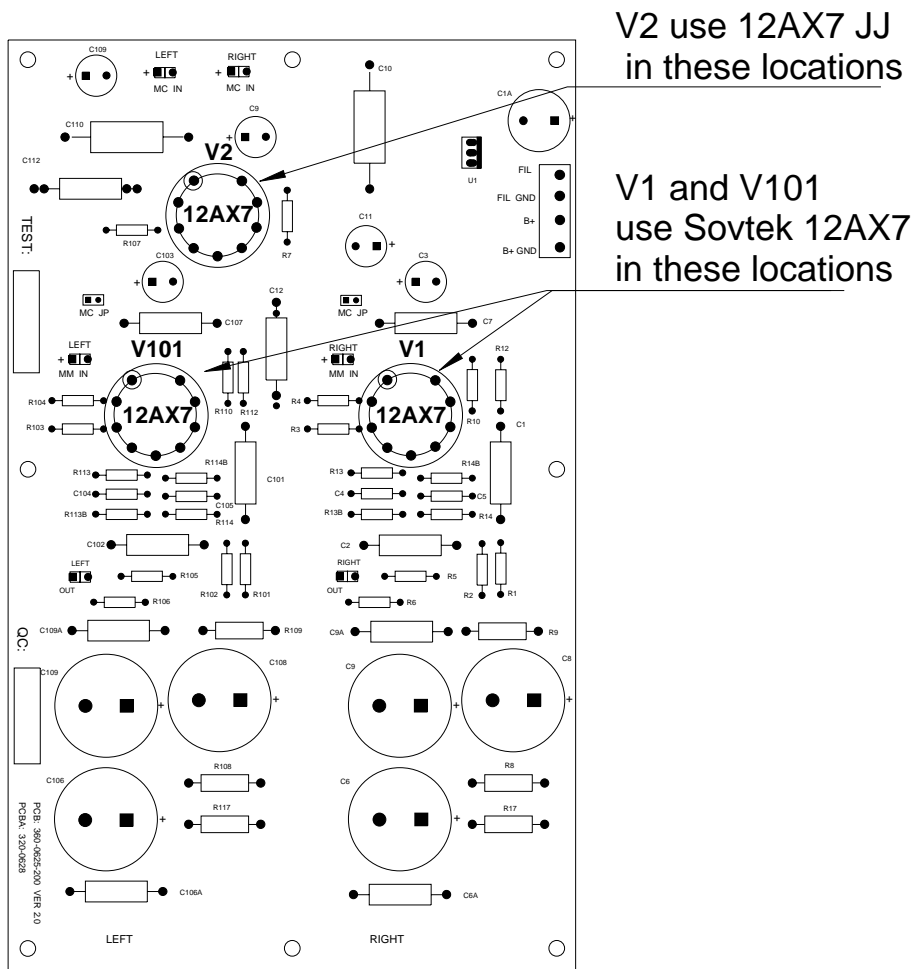 V2 use 12AX7 JJ
in these locations
V1 and V101
use Sovtek 12AX7
in these locations
C109
LEFT
+
MC IN
RIGHT
+
MC IN
C10
C1A
+
C110
C9
+
V2
12AX7
C112
U1
FIL
FIL GND
B+
B+ GND
TEST:
R107
R7
C11
+
C103
+
C3
+
MC JP
C12
MC JP
C107
C7
LEFT
+
MM IN
V101
12AX7
RIGHT
+
MM IN
V1
12AX7
R12
R104
R103
R110
R112
R4
R3
R10
C1
R113
R114B
C101
R13
R14B
C104
C105
C4
C5
R113B
R114
R13B
R14
C102
C2
LEFT
OUT
R105
R102
R101
RIGHT
OUT
R5
R2
R1
R106
R6
QC:
C109A
R109
C9A
R9
C109
+
C108
+
C9
+
C8
+
C106
+
R108
C6
+
R8
R117
R17
PCB: 360-0625-200 VER 2.0
PCBA: 320-0628
C106A
C6A
LEFT
RIGHT